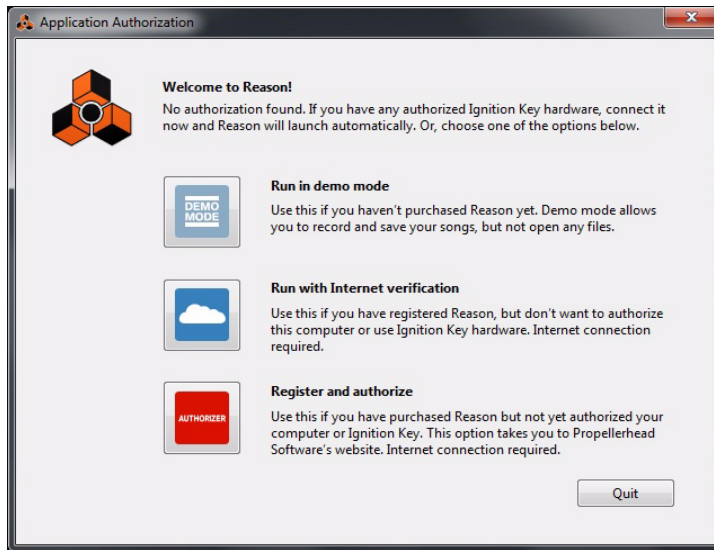 Application Authorization
Welcome to Reason!
No authorization found. If you have any authorized Ignition Key hardware, connect it
now and Reason will launch automatically. Or, choose one of the options below.
DEMO
MODE
Run in demo mode
Use this if you haven't purchased Reason yet. Demo mode allows
you to record and save your songs, but not open any files.
Run with Internet verification
Use this if you have registered Reason, but don't want to authorize
this computer or use Ignition Key hardware. Internet connection
required.
AUTHORIZER
Register and authorize
Use this if you have purchased Reason but not yet authorized your
computer or Ignition Key. This option takes you to Propellerhead
Software's website. Internet connection required.
Quit